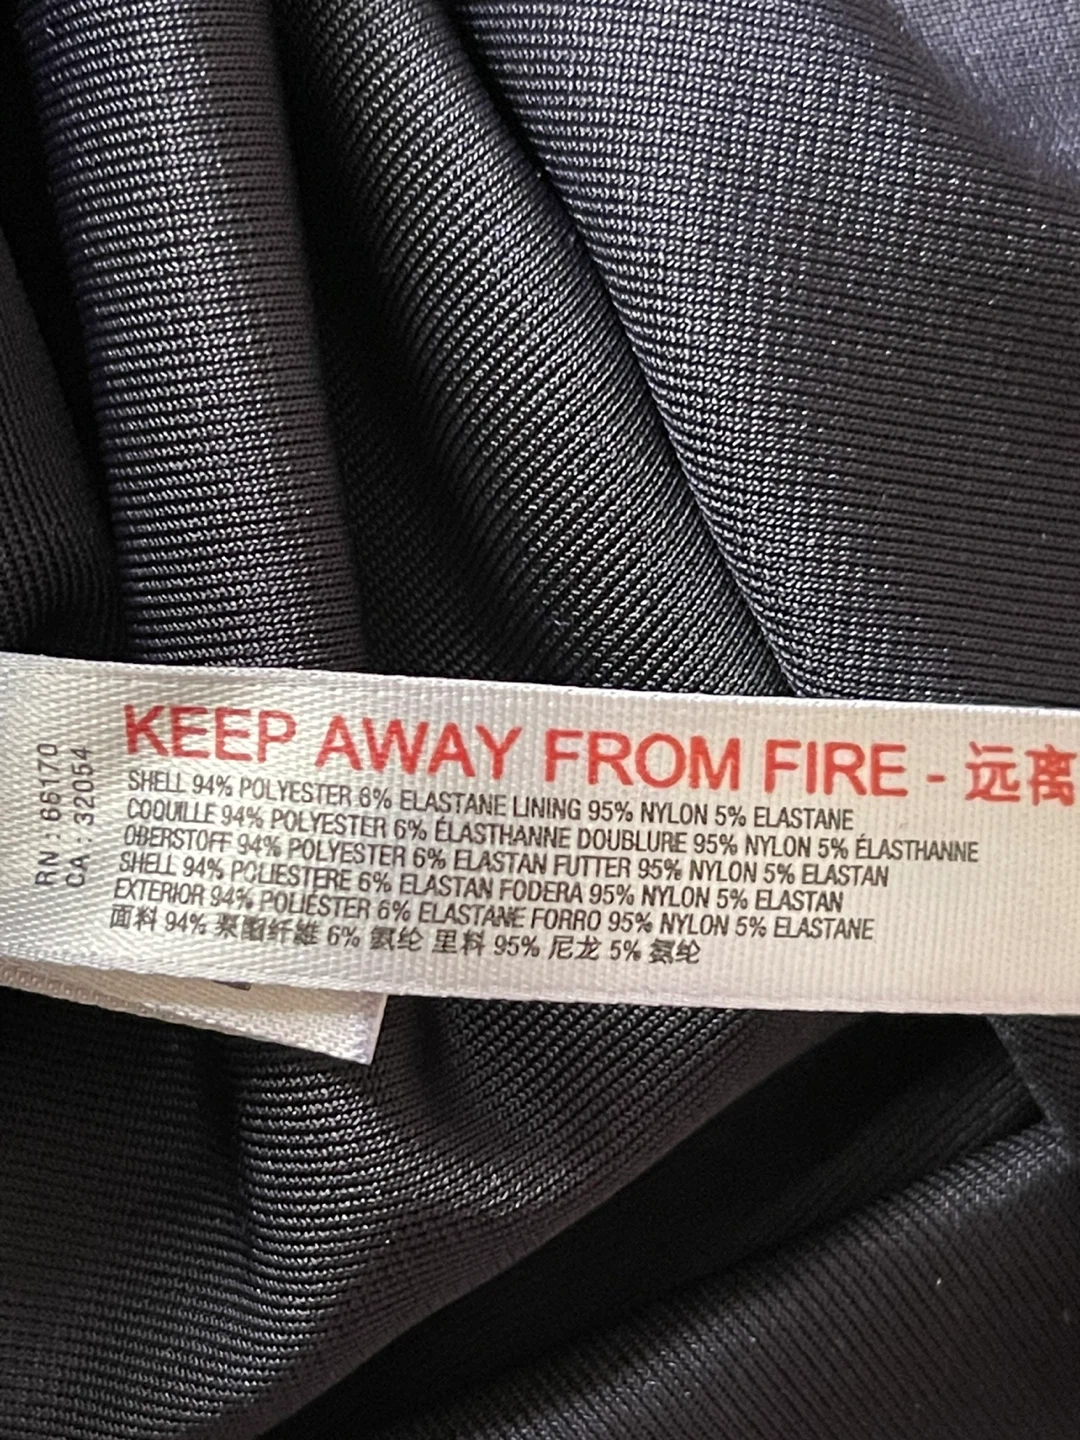 RN : 66170
CA : 32054
KEEP AWAY FROM FIRE - 远离
SHELL 94% POLYESTER 6% ELASTANE LINING 95% NYLON 5% ELASTANE
COQUILLE 94% POLYESTER 6% ÉLASTHANNE DOUBLURE 95% NYLON 5% ÉLASTHANNE
OBERSTOFF 94% POLYESTER 6% ELASTAN FUTTER 95% NYLON 5% ELASTAN
SHELL 94% POLIESTERE 6% ELASTAN FODERA 95% NYLON 5% ELASTAN
EXTERIOR 94% POLIÉSTER 6% ELASTANE FORRO 95% NYLON 5% ELASTANE
面料 94% 聚酯纤维 6% 氨纶 里料 95% 尼龙 5% 氨纶